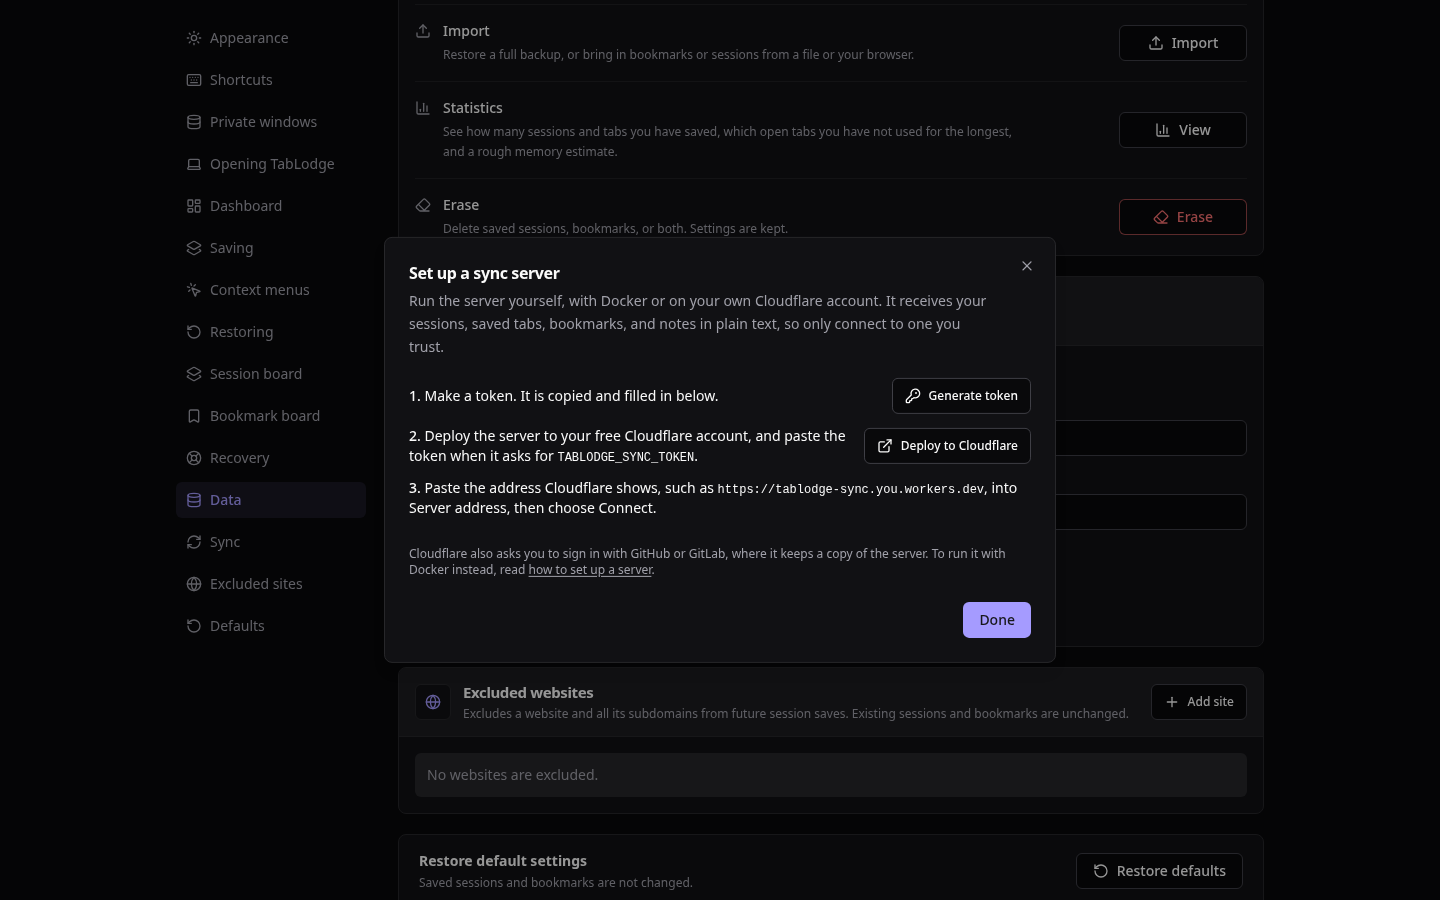 Appearance
Shortcuts
Private windows
Opening TabLodge
Dashboard
Saving
Context menus
Restoring
Session board
Bookmark board
Recovery
Data
Sync
Excluded sites
Defaults
Import
Restore a full backup, or bring in bookmarks or sessions from a file or your browser.
Import
Statistics
See how many sessions and tabs you have saved, which open tabs you have not used for the longest,
and a rough memory estimate.
View
Erase
Delete saved sessions, bookmarks, or both. Settings are kept.
Erase
Set up a sync server
Run the server yourself, with Docker or on your own Cloudflare account. It receives your
sessions, saved tabs, bookmarks, and notes in plain text, so only connect to one you
trust.
1. Make a token. It is copied and filled in below.
Generate token
2. Deploy the server to your free Cloudflare account, and paste the
token when it asks for TABLODGE_SYNC_TOKEN.
Deploy to Cloudflare
3. Paste the address Cloudflare shows, such as https://tablodge-sync.you.workers.dev, into
Server address, then choose Connect.
Cloudflare also asks you to sign in with GitHub or GitLab, where it keeps a copy of the server. To run it with
Docker instead, read how to set up a server.
Done
Excluded websites
Excludes a website and all its subdomains from future session saves. Existing sessions and bookmarks are unchanged.
Add site
No websites are excluded.
Restore default settings
Saved sessions and bookmarks are not changed.
Restore defaults